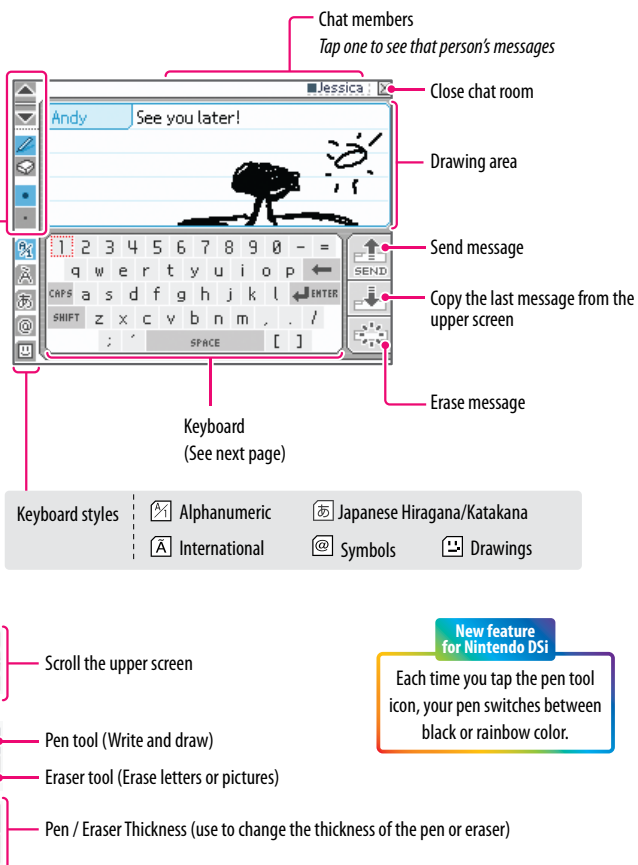 Chat members
Tap one to see that person's messages
■Jessica
Close chat room
Andy
See you later!
Drawing area
1 2 3 4 5 6 7 8 9 0 - =
q w e r t y u i o p ←
CAPS a s d f g h j k l ENTER
SHIFT z x c v b n m , . /
; ´ SPACE [ ]
A/1
Ã
あ
@
SEND
Send message
Copy the last message from the
upper screen
Erase message
Keyboard
(See next page)
Keyboard styles
A/1 Alphanumeric
あ Japanese Hiragana/Katakana
Ã International
@ Symbols
Drawings
Scroll the upper screen
Pen tool (Write and draw)
Eraser tool (Erase letters or pictures)
Pen / Eraser Thickness (use to change the thickness of the pen or eraser)
New feature
for Nintendo DSi
Each time you tap the pen tool
icon, your pen switches between
black or rainbow color.